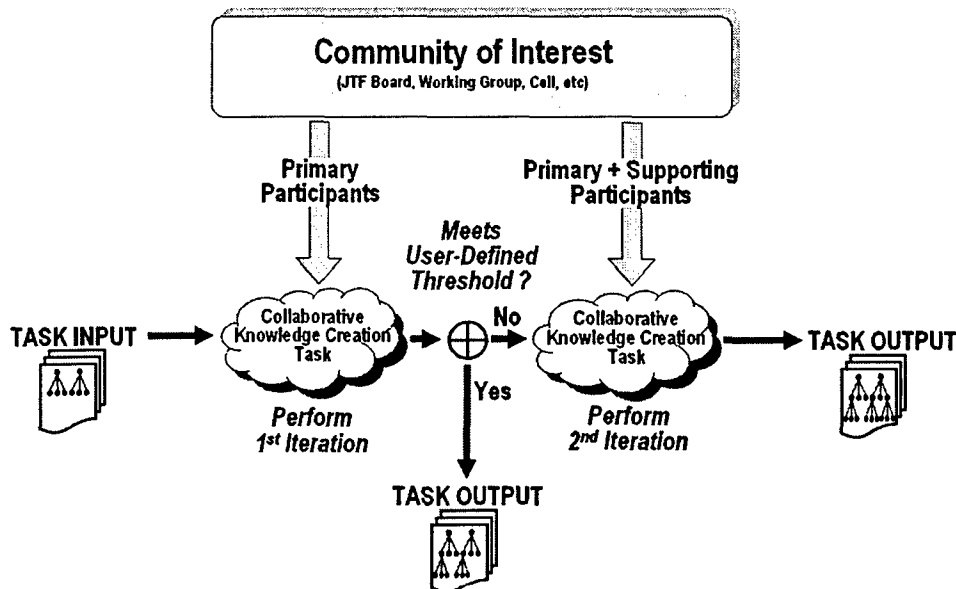 Community of Interest
(JTF Board, Working Group, Cell, etc)
Primary
Participants
Primary + Supporting
Participants
Meets
User-Defined
Threshold ?
TASK INPUT
Collaborative
Knowledge Creation
Task
No
Collaborative
Knowledge Creation
Task
TASK OUTPUT
Yes
Perform
1st Iteration
Perform
2nd Iteration
TASK OUTPUT